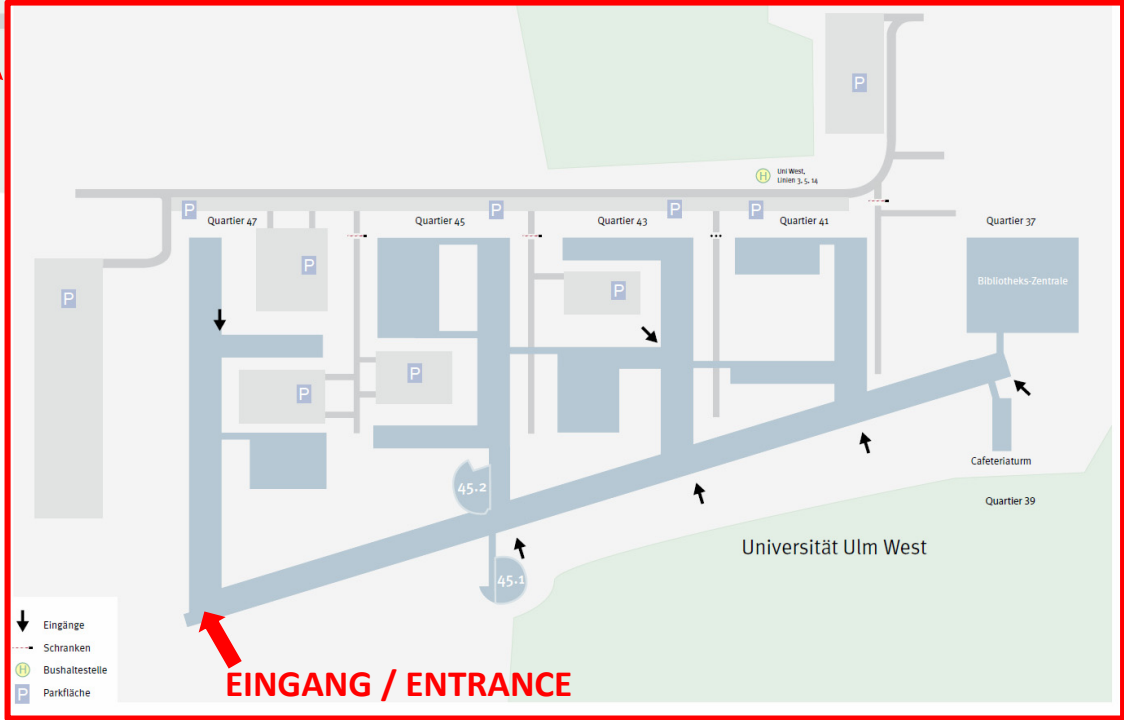 P
Uni West,
Linien 3, 5, 14
H
P
P
P
P
Quartier 47
Quartier 45
Quartier 43
Quartier 41
Quartier 37
P
P
P
Bibliotheks-Zentrale
P
P
45.2
Cafeteriaturm
Quartier 39
Universität Ulm West
45.1
Eingänge
Schranken
H Bushaltestelle
P Parkfläche
EINGANG / ENTRANCE